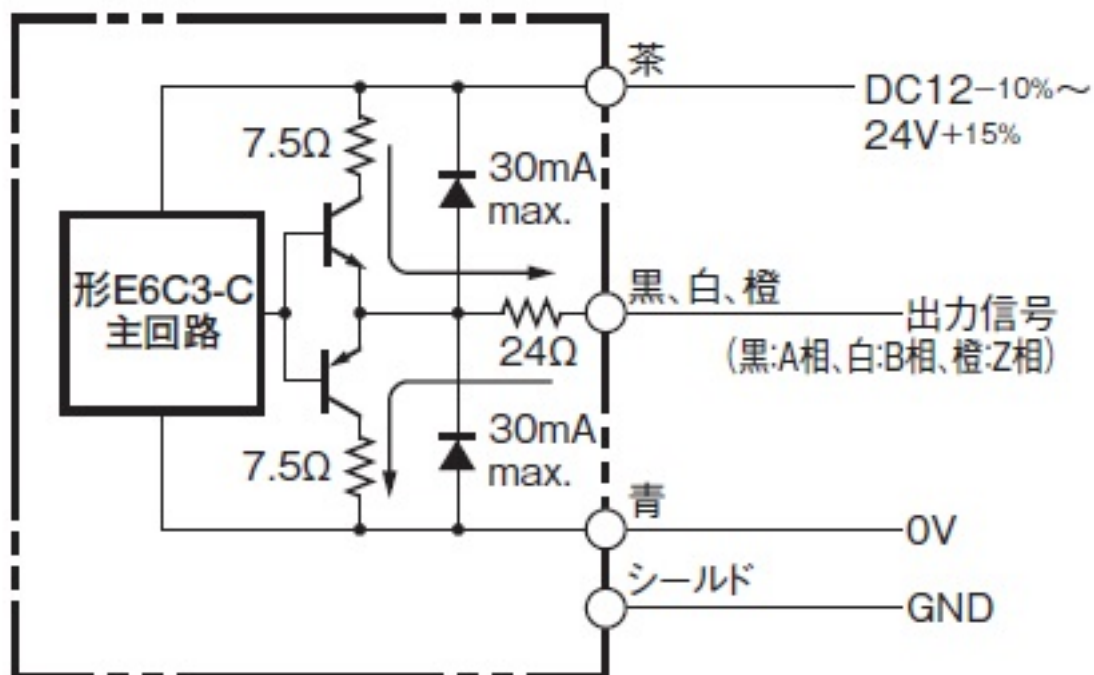 茶
DC12-10%～
24V+15%
7.5Ω
30mA
max.
形E6C3-C
主回路
黒、白、橙
24Ω
出力信号
(黒:A相、白:B相、橙:Z相)
7.5Ω
30mA
max.
青
0V
シールド
GND